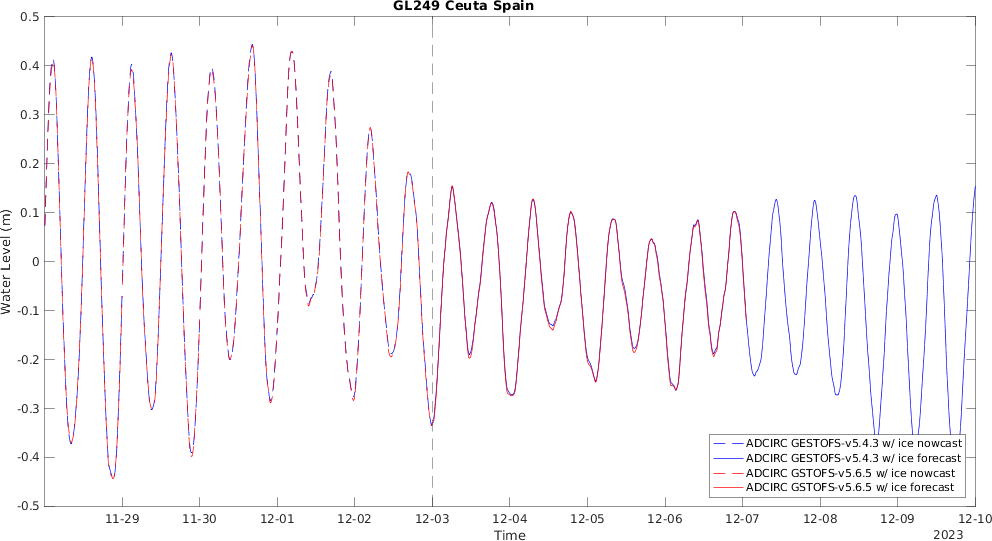 GL249 Ceuta Spain
Water Level (m)
0.5
0.4
0.3
0.2
0.1
0
-0.1
-0.2
-0.3
-0.4
-0.5
ADCIRC GESTOFS-v5.4.3 w/ ice nowcast
ADCIRC GESTOFS-v5.4.3 w/ ice forecast
ADCIRC GSTOFS-v5.6.5 w/ ice nowcast
ADCIRC GSTOFS-v5.6.5 w/ ice forecast
11-29 11-30 12-01 12-02 12-03 12-04 12-05 12-06 12-07 12-08 12-09 12-10
Time
2023